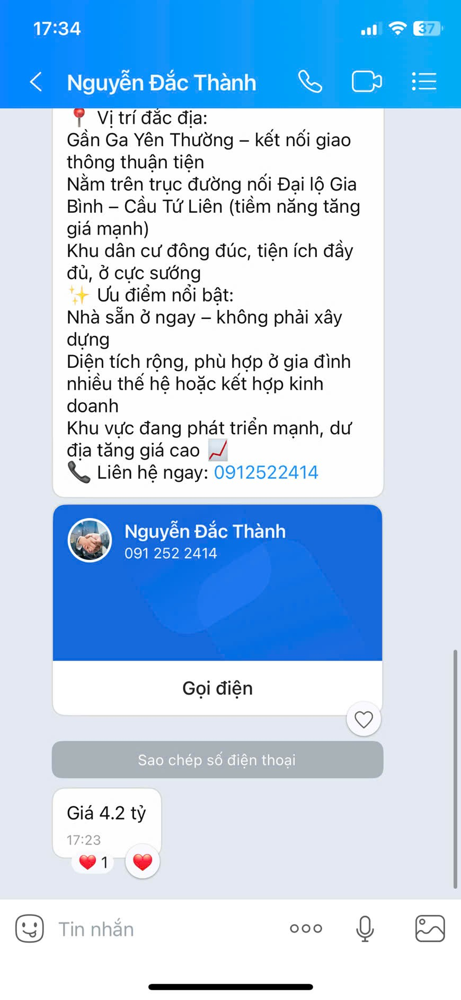 17:34
37
Nguyễn Đắc Thành
📍 Vị trí đắc địa:
Gần Ga Yên Thường – kết nối giao
thông thuận tiện
Nằm trên trục đường nối Đại lộ Gia
Bình – Cầu Tứ Liên (tiềm năng tăng
giá mạnh)
Khu dân cư đông đúc, tiện ích đầy
đủ, ở cực sướng
✨ Ưu điểm nổi bật:
Nhà sẵn ở ngay – không phải xây
dựng
Diện tích rộng, phù hợp ở gia đình
nhiều thế hệ hoặc kết hợp kinh
doanh
Khu vực đang phát triển mạnh, dư
địa tăng giá cao 📈
📞 Liên hệ ngay: 0912522414
Nguyễn Đắc Thành
091 252 2414
Gọi điện
Sao chép số điện thoại
Giá 4.2 tỷ
17:23
❤️ 1
Tin nhắn